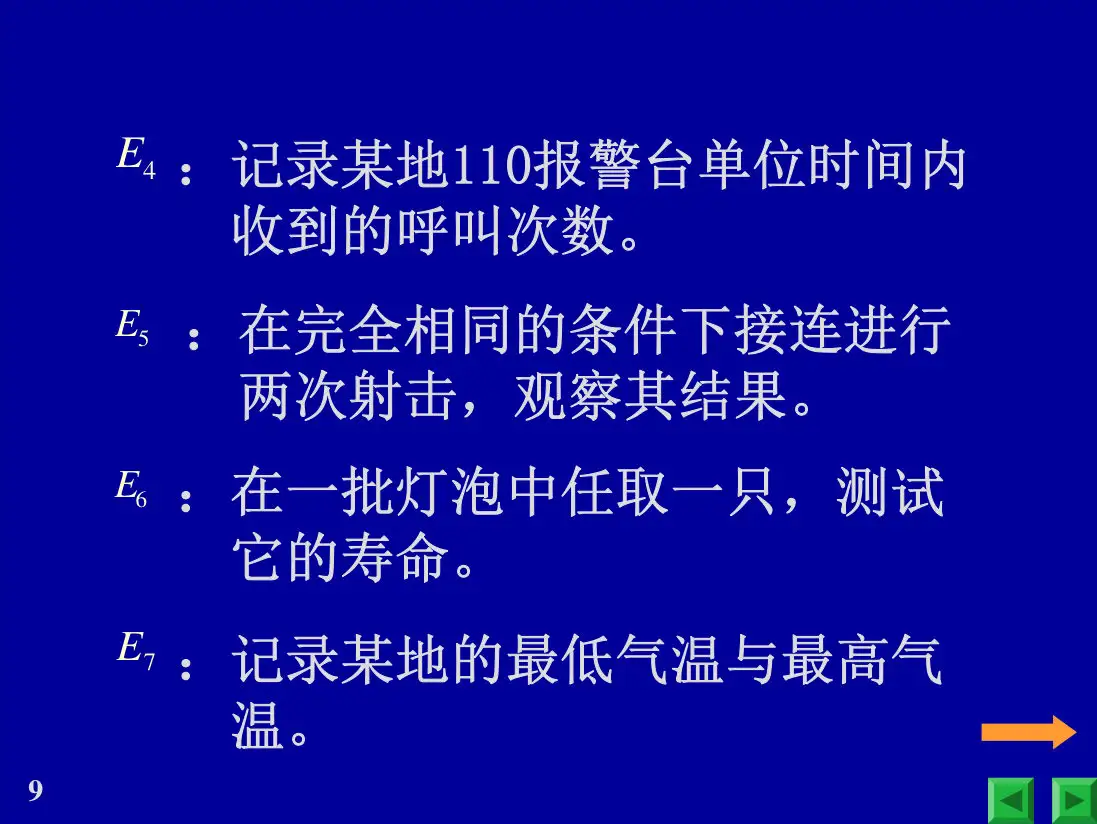 E₄ ：记录某地110报警台单位时间内
收到的呼叫次数。
E₅ ：在完全相同的条件下接连进行
两次射击，观察其结果。
E₆ ：在一批灯泡中任取一只，测试
它的寿命。
E₇ ：记录某地的最低气温与最高气
温。
9